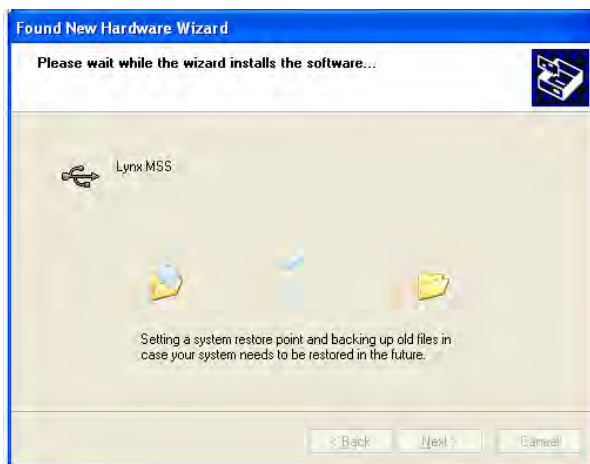 Found New Hardware Wizard
Please wait while the wizard installs the software...
Lynx MSS
Setting a system restore point and backing up old files in
case your system needs to be restored in the future.
< Back
Next >
Cancel